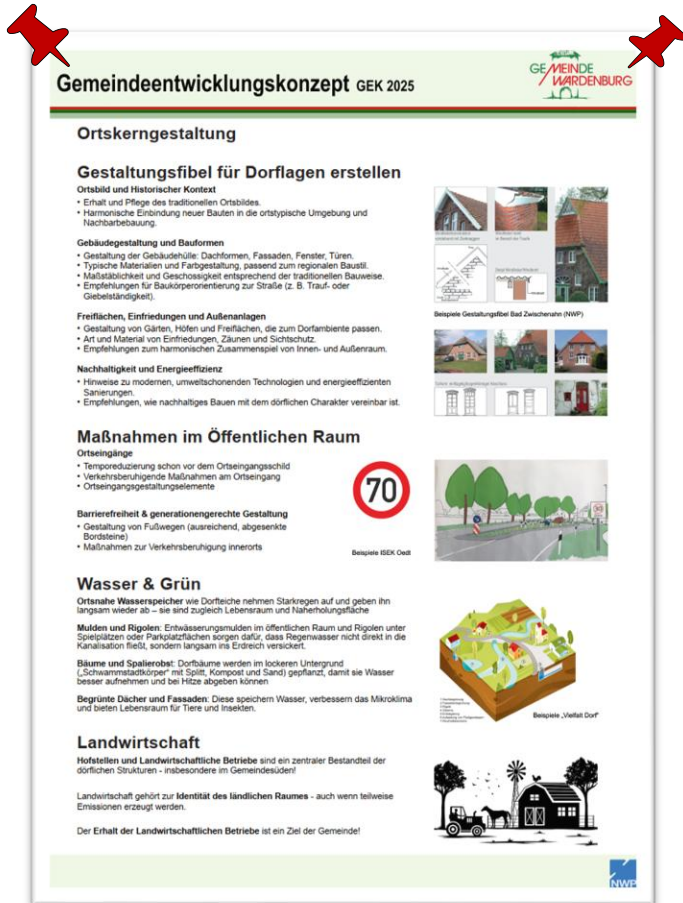 Gemeindeentwicklungskonzept GEK 2025
GEMEINDE
WARDENBURG
Ortskerngestaltung
Gestaltungsfibel für Dorflagen erstellen
Ortsbild und Historischer Kontext
• Erhalt und Pflege des traditionellen Ortsbildes.
• Harmonische Einbindung neuer Bauten in die ortstypische Umgebung und
Nachbarbebauung.
Gebäudegestaltung und Bauformen
• Gestaltung der Gebäudehülle: Dachformen, Fassaden, Fenster, Türen.
• Typische Materialien und Farbgestaltung, passend zum regionalen Baustil.
• Maßstäblichkeit und Geschossigkeit entsprechend der traditionellen Bauweise.
• Empfehlungen für Baukörperorientierung zur Straße (z. B. Trauf- oder
Giebelständigkeit).
Beispiele Gestaltungsfibel Bad Zwischenahn (NWP)
Freiflächen, Einfriedungen und Außenanlagen
• Gestaltung von Gärten, Höfen und Freiflächen, die zum Dorfambiente passen.
• Art und Material von Einfriedungen, Zäunen und Sichtschutz.
• Empfehlungen zum harmonischen Zusammenspiel von Innen- und Außenraum.
Nachhaltigkeit und Energieeffizienz
• Hinweise zu modernen, umweltschonenden Technologien und energieeffizienten
Sanierungen.
• Empfehlungen, wie nachhaltiges Bauen mit dem dörflichen Charakter vereinbar ist.
Maßnahmen im Öffentlichen Raum
Ortseingänge
• Temporeduzierung schon vor dem Ortseingangsschild
• Verkehrsberuhigende Maßnahmen am Ortseingang
• Ortseingangsgestaltungselemente
70
Barrierefreiheit & generationengerechte Gestaltung
• Gestaltung von Fußwegen (ausreichend, abgesenkte
Bordsteine)
• Maßnahmen zur Verkehrsberuhigung innerorts
Beispiele ISEK Oedt
Wasser & Grün
Ortsnahe Wasserspeicher wie Dorfteiche nehmen Starkregen auf und geben ihn
langsam wieder ab – sie sind zugleich Lebensraum und Naherholungsfläche
Mulden und Rigolen: Entwässerungsmulden im öffentlichen Raum und Rigolen unter
Spielplätzen oder Parkplatzflächen sorgen dafür, dass Regenwasser nicht direkt in die
Kanalisation fließt, sondern langsam ins Erdreich versickert.
Bäume und Spalierobst: Dorfbäume werden im lockeren Untergrund
(„Schwammstadtkörper“ mit Splitt, Kompost und Sand) gepflanzt, damit sie Wasser
besser aufnehmen und bei Hitze abgeben können
Begrünte Dächer und Fassaden: Diese speichern Wasser, verbessern das Mikroklima
und bieten Lebensraum für Tiere und Insekten.
Beispiele „Vielfalt Dorf“
Landwirtschaft
Hofstellen und Landwirtschaftliche Betriebe sind ein zentraler Bestandteil der
dörflichen Strukturen - insbesondere im Gemeindesüden!
Landwirtschaft gehört zur Identität des ländlichen Raumes - auch wenn teilweise
Emissionen erzeugt werden.
Der Erhalt der Landwirtschaftlichen Betriebe ist ein Ziel der Gemeinde!
NWP